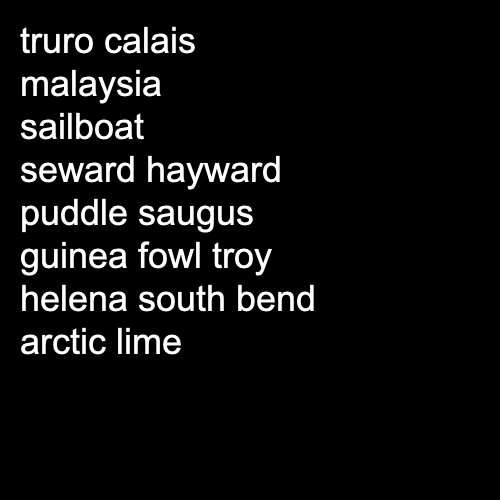 truro calais
malaysia
sailboat
seward hayward
puddle saugus
guinea fowl troy
helena south bend
arctic lime